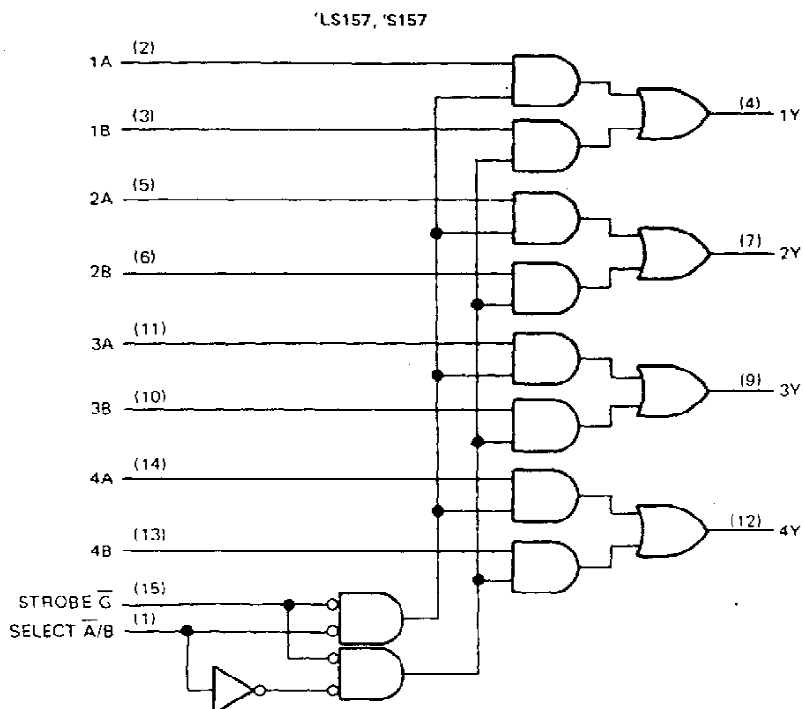 'LS157, 'S157
1A (2)
(4) 1Y
1B (3)
2A (5)
(7) 2Y
2B (6)
3A (11)
(9) 3Y
3B (10)
4A (14)
(12) 4Y
4B (13)
STROBE G̅ (15)
SELECT A̅/B (1)